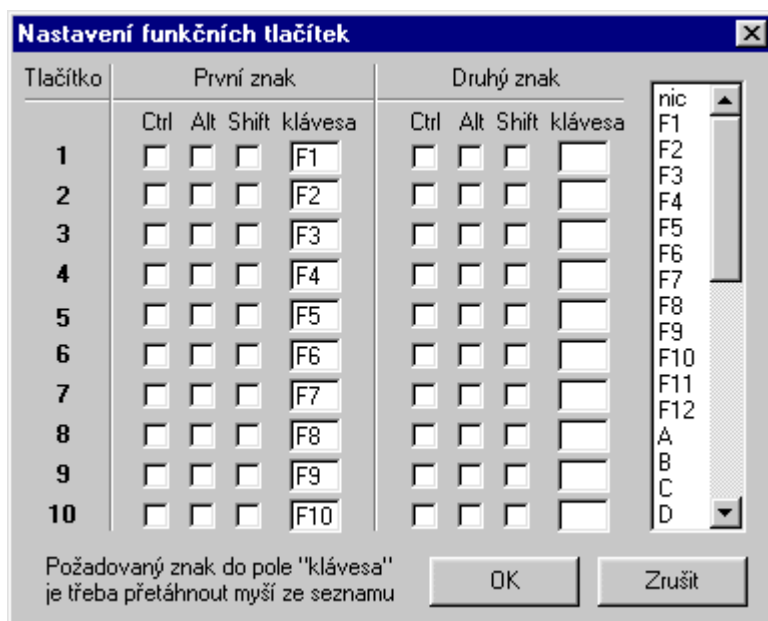 Nastavení funkčních tlačítek
Tlačítko První znak Druhý znak
Ctrl Alt Shift klávesa Ctrl Alt Shift klávesa
1 F1
2 F2
3 F3
4 F4
5 F5
6 F6
7 F7
8 F8
9 F9
10 F10
nic
F1
F2
F3
F4
F5
F6
F7
F8
F9
F10
F11
F12
A
B
C
D
Požadovaný znak do pole "klávesa"
je třeba přetáhnout myší ze seznamu
OK Zrušit